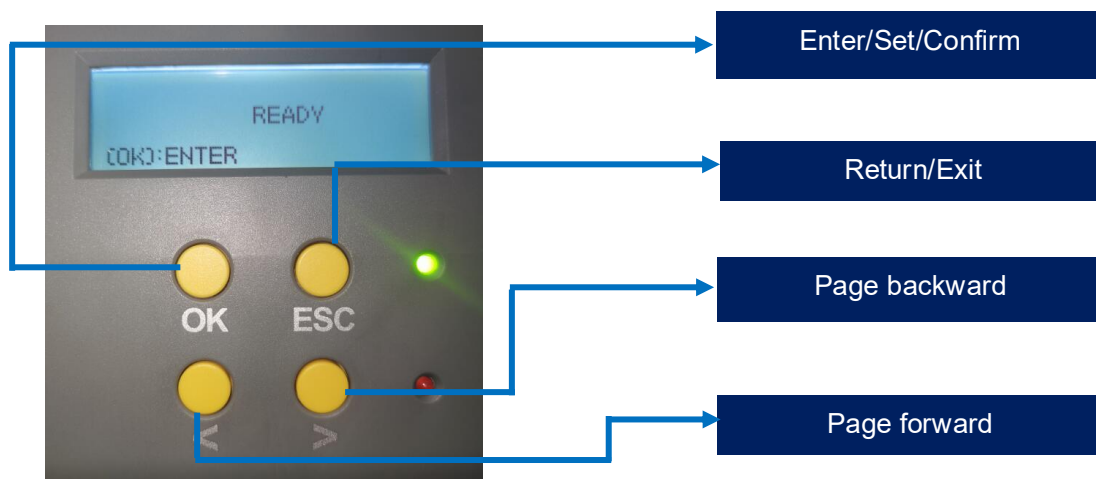 Enter/Set/Confirm
READY
(OK):ENTER
Return/Exit
Page backward
OK ESC
< >
Page forward